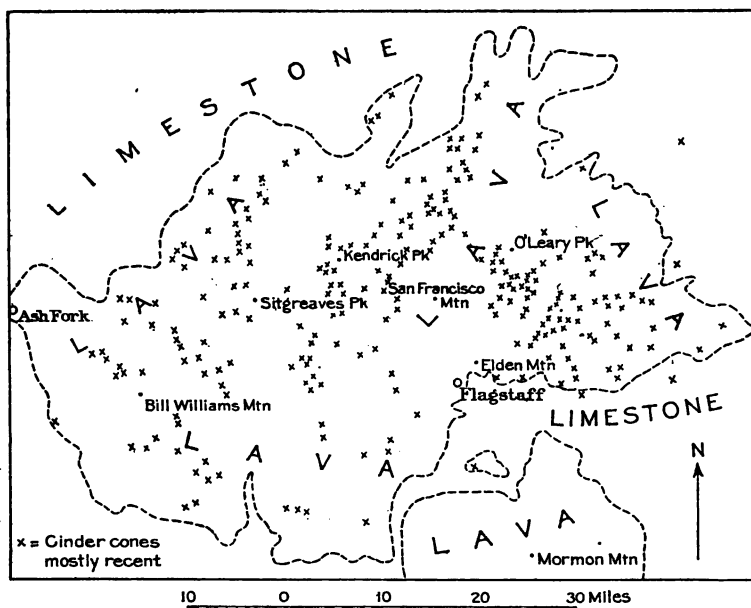 LIMESTONE
LAVA
LAVA
LAVA
Kendrick Pk
O'Leary Pk
San Francisco
Mtn
Sitgreaves Pk
Ash Fork
Elden Mtn
Flagstaff
Bill Williams Mtn
LIMESTONE
LAVA
N
LAVA
Mormon Mtn
x = Cinder cones
mostly recent
10 0 10 20 30 Miles